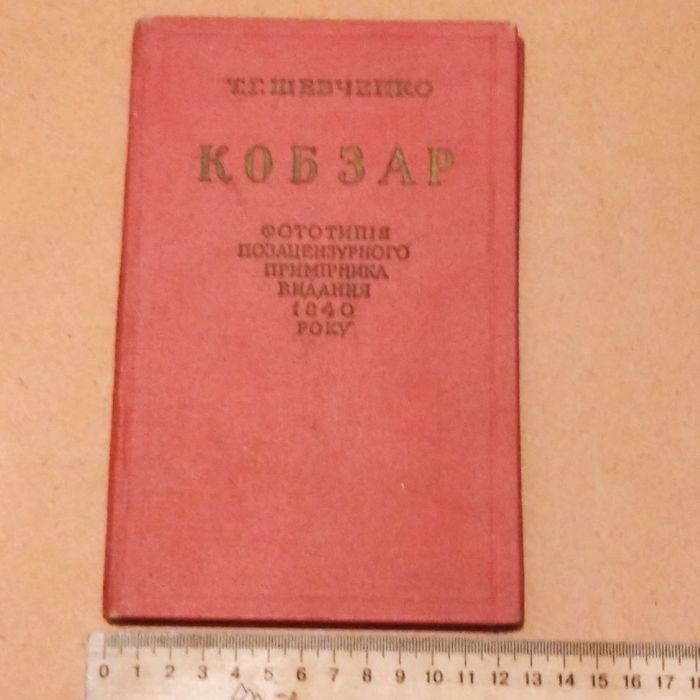 Т.Г.ШЕВЧЕНКО
КОБЗАР
ФОТОТИПІЯ
ПОЗАЦЕНЗУРНОГО
ПРИМІРНИКА
ВИДАННЯ
1840
РОКУ
0 1 2 3 4 5 6 7 8 9 10 11 12 13 14 15 16 17